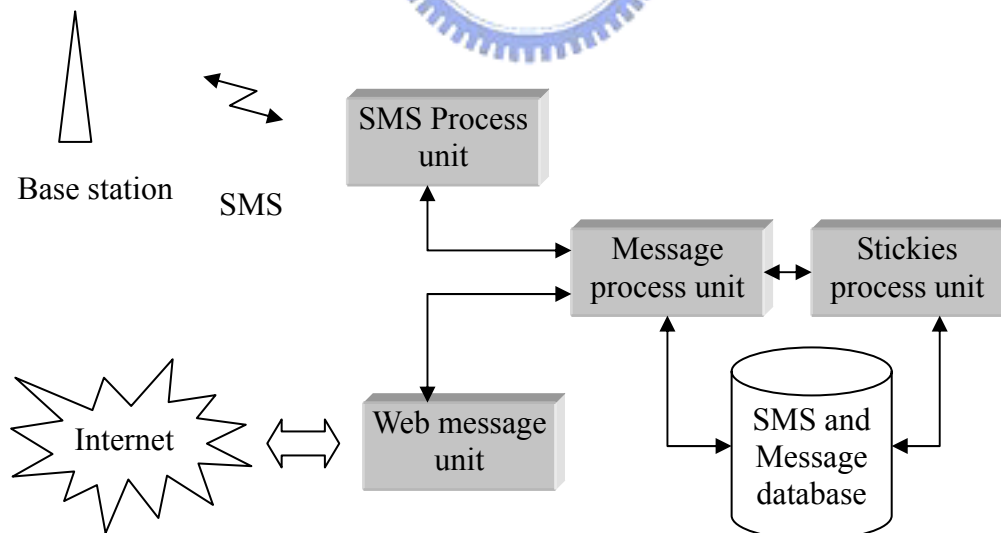 SMS Process
unit
Base station
SMS
Message
process unit
Stickies
process unit
Internet
Web message
unit
SMS and
Message
database